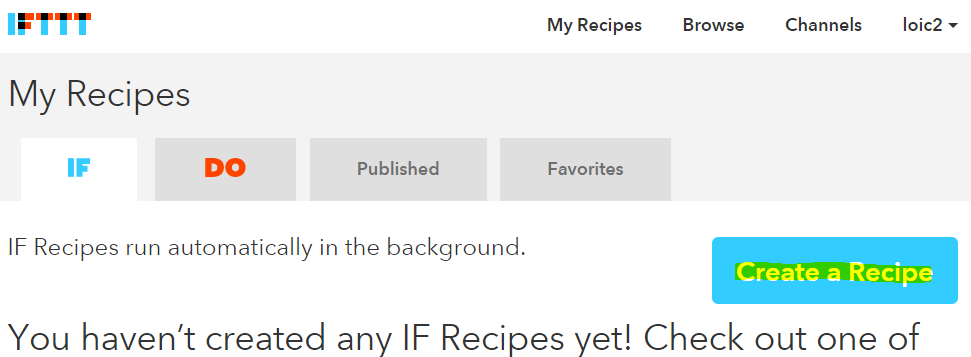 IFTTT
My Recipes Browse Channels loic2
My Recipes
IF DO Published Favorites
IF Recipes run automatically in the background.
Create a Recipe
You haven’t created any IF Recipes yet! Check out one of